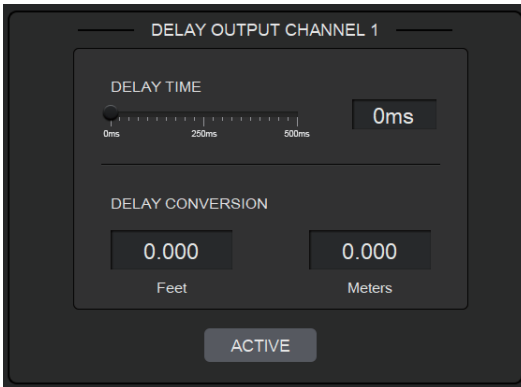 DELAY OUTPUT CHANNEL 1
DELAY TIME
0ms
0ms 250ms 500ms
DELAY CONVERSION
0.000 0.000
Feet Meters
ACTIVE